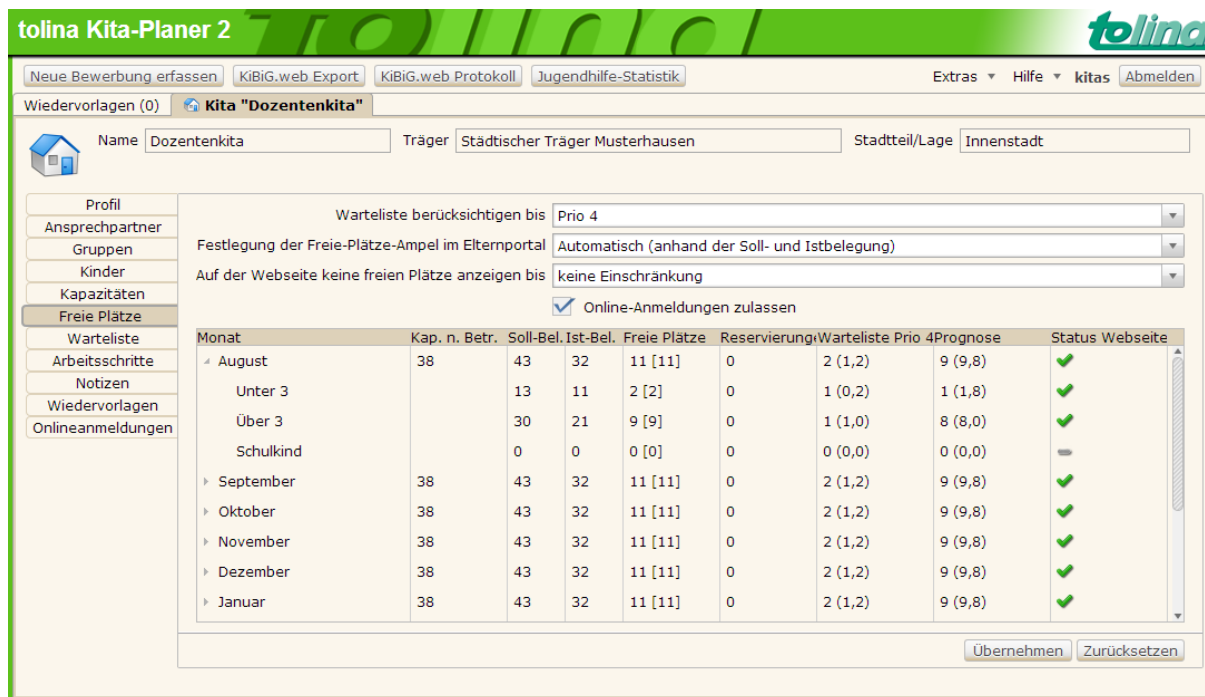 tolina Kita-Planer 2
tolina
tolina
Neue Bewerbung erfassen KiBiG.web Export KiBiG.web Protokoll Jugendhilfe-Statistik Extras Hilfe kitas Abmelden
Wiedervorlagen (0) Kita "Dozentenkita"
Name Dozentenkita Träger Städtischer Träger Musterhausen Stadtteil/Lage Innenstadt
Profil
Ansprechpartner
Gruppen
Kinder
Kapazitäten
Freie Plätze
Warteliste
Arbeitsschritte
Notizen
Wiedervorlagen
Onlineanmeldungen
Warteliste berücksichtigen bis Prio 4
Festlegung der Freie-Plätze-Ampel im Elternportal Automatisch (anhand der Soll- und Istbelegung)
Auf der Webseite keine freien Plätze anzeigen bis keine Einschränkung
Online-Anmeldungen zulassen
Monat Kap. n. Betr. Soll-Bel. Ist-Bel. Freie Plätze Reservierunge Warteliste Prio 4 Prognose Status Webseite
August 38 43 32 11 [11] 0 2 (1,2) 9 (9,8)
Unter 3 13 11 2 [2] 0 1 (0,2) 1 (1,8)
Über 3 30 21 9 [9] 0 1 (1,0) 8 (8,0)
Schulkind 0 0 0 [0] 0 0 (0,0) 0 (0,0)
September 38 43 32 11 [11] 0 2 (1,2) 9 (9,8)
Oktober 38 43 32 11 [11] 0 2 (1,2) 9 (9,8)
November 38 43 32 11 [11] 0 2 (1,2) 9 (9,8)
Dezember 38 43 32 11 [11] 0 2 (1,2) 9 (9,8)
Januar 38 43 32 11 [11] 0 2 (1,2) 9 (9,8)
Übernehmen Zurücksetzen